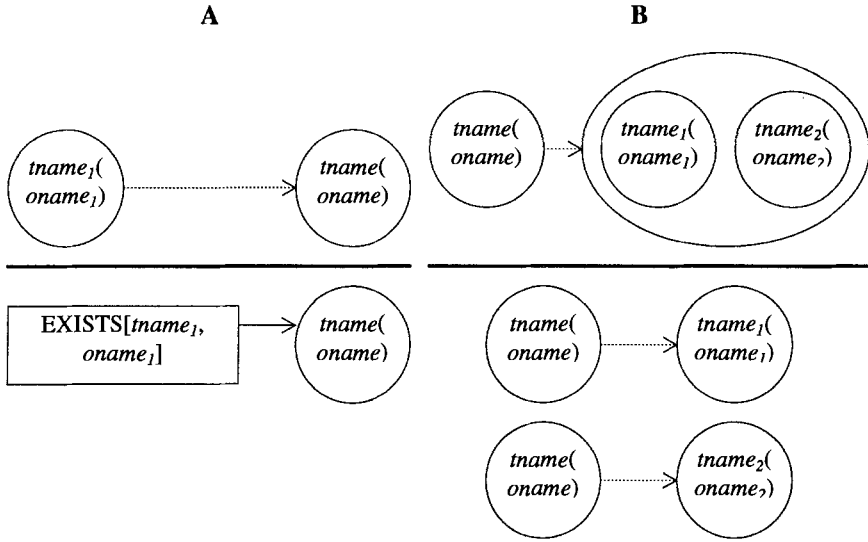 A
B
tname₁(
oname₁)
tname(
oname)
tname(
oname)
tname₁(
oname₁)
tname₂(
oname₂)
EXISTS[tname₁,
oname₁]
tname(
oname)
tname(
oname)
tname₁(
oname₁)
tname(
oname)
tname₂(
oname₂)